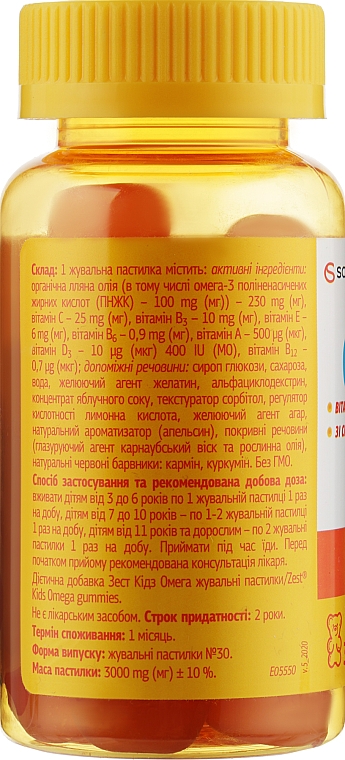 Склад: 1 жувальна пастилка містить: активні інгредієнти:
органічна лляна олія (в тому числі омега-3 поліненасичених
жирних кислот (ПНЖК) – 100 mg (мг)) – 230 mg (мг),
вітамін С – 25 mg (мг), вітамін B₃ – 10 mg (мг), вітамін Е –
6 mg (мг), вітамін B₆ – 0,9 mg (мг), вітамін А – 500 µg (мкг),
вітамін D₃ – 10 µg (мкг) 400 IU (МО), вітамін B₁₂ –
0,7 µg (мкг); допоміжні речовини: сироп глюкози, сахароза,
вода, желюючий агент желатин, альфациклодекстрин,
концентрат яблучного соку, текстуратор сорбітол, регулятор
кислотності лимонна кислота, желюючий агент агар,
натуральний ароматизатор (апельсин), покривні речовини
(глазуруючий агент карнаубський віск та рослинна олія),
натуральні червоні барвники: кармін, куркумін. Без ГМО.
Спосіб застосування та рекомендована добова доза:
вживати дітям від 3 до 6 років по 1 жувальній пастилці 1 раз
на добу, дітям від 7 до 10 років – по 1-2 жувальній пастилці
1 раз на добу, дітям від 11 років та дорослим – по 2 жувальні
пастилки 1 раз на добу. Приймати під час їди. Перед
початком прийому рекомендована консультація лікаря.
Дієтична добавка Зест Кідз Омега жувальні пастилки/Zest®
Kids Omega gummies.
Не є лікарським засобом. Строк придатності: 2 роки.
Термін споживання: 1 місяць.
Форма випуску: жувальні пастилки №30.
Маса пастилки: 3000 mg (мг) ± 10 %.
E05550
v.5_2020